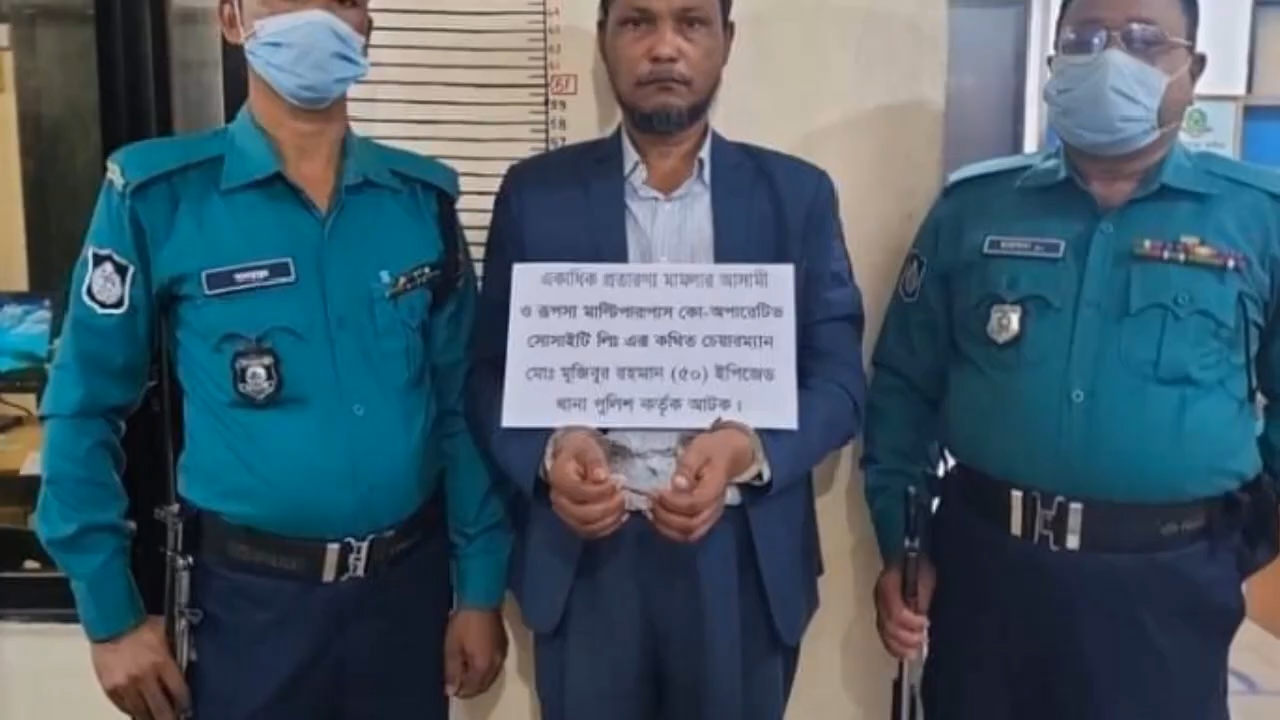 একাধিক প্রতারণা মামলার আসামী
ও রূপসা মাল্টিপারপাস কো-অপারেটিভ
সোসাইটি লিঃ এর কথিত চেয়ারম্যান
মোঃ মুজিবুর রহমান (৫০) ইপিজেড
থানা পুলিশ কর্তৃক আটক।